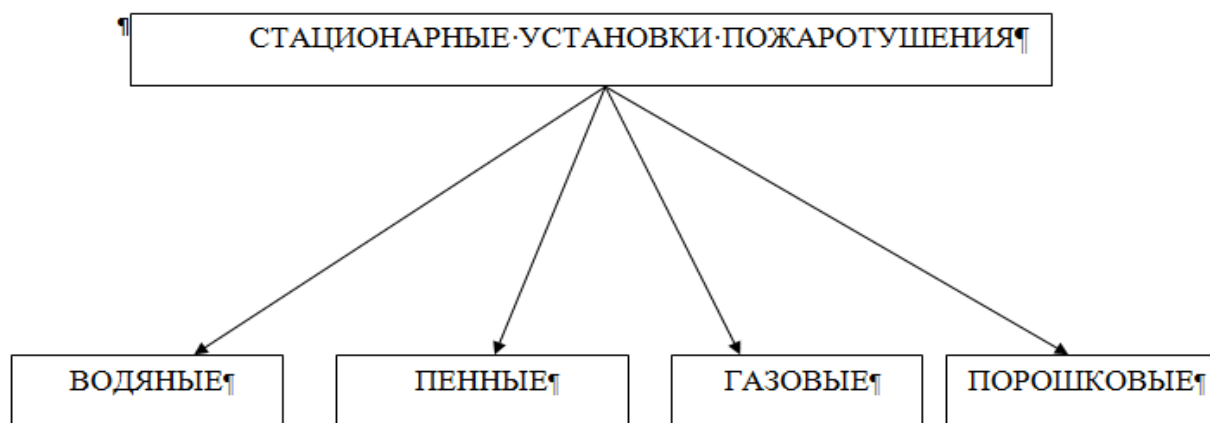 ¶
СТАЦИОНАРНЫЕ·УСТАНОВКИ·ПОЖАРОТУШЕНИЯ¶
ВОДЯНЫЕ¶
ПЕННЫЕ¶
ГАЗОВЫЕ¶
ПОРОШКОВЫЕ¶